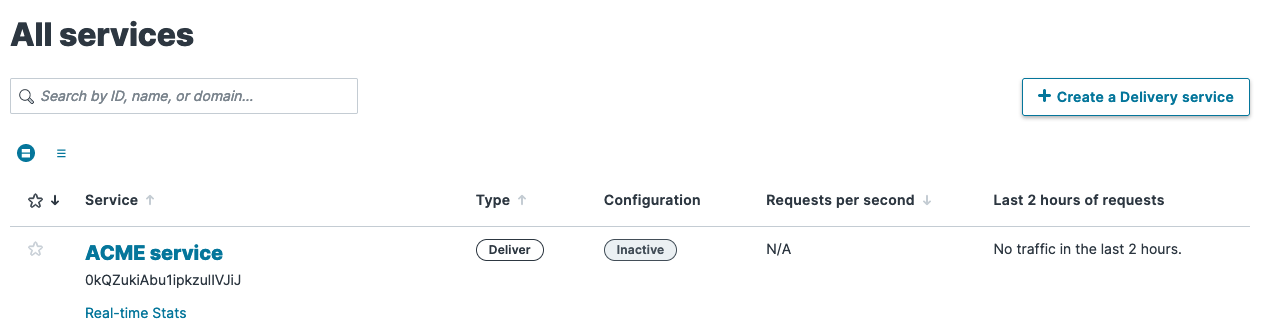 All services
Search by ID, name, or domain...
+ Create a Delivery service
Service Type Configuration Requests per second Last 2 hours of requests
ACME service Deliver Inactive N/A No traffic in the last 2 hours.
0kQZukiAbu1ipkzulIVJiJ
Real-time Stats